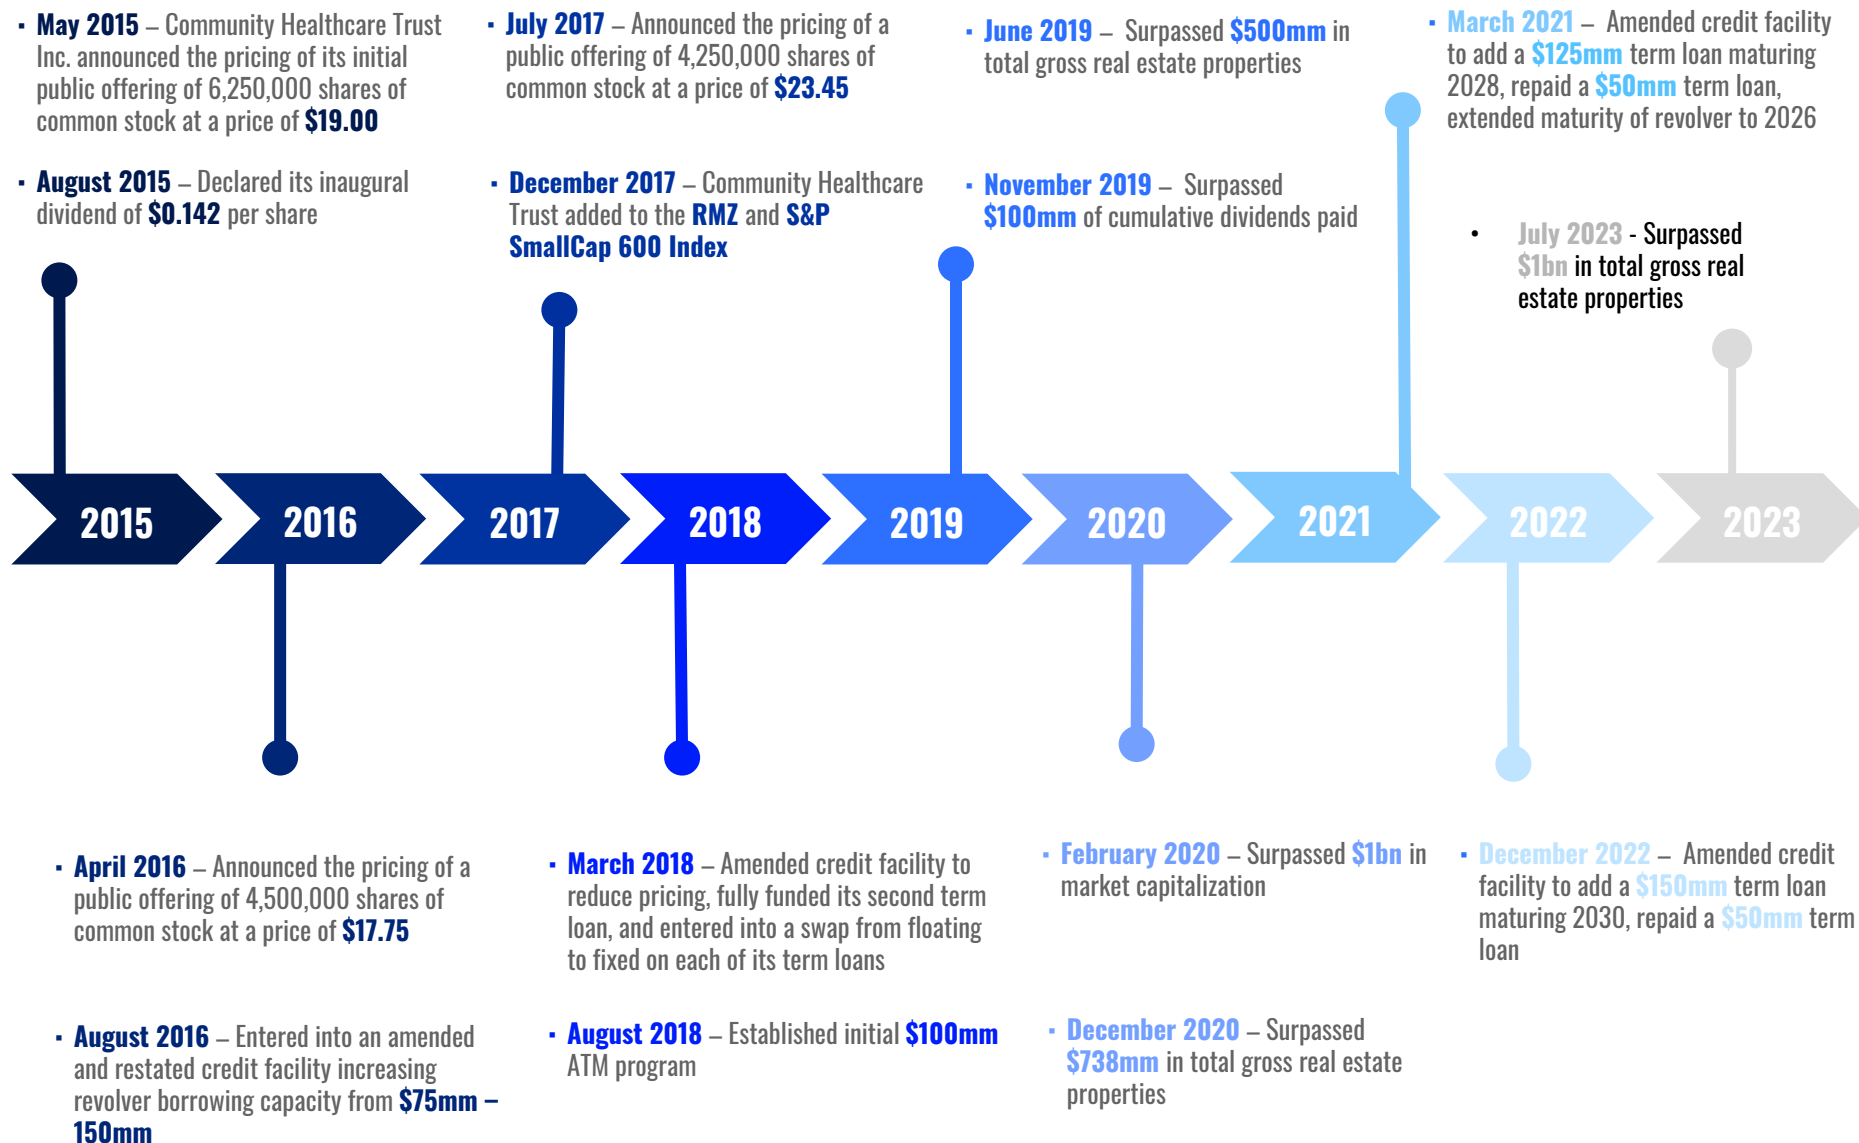 ▪ May 2015 – Community Healthcare Trust
Inc. announced the pricing of its initial
public offering of 6,250,000 shares of
common stock at a price of $19.00
▪ August 2015 – Declared its inaugural
dividend of $0.142 per share
▪ July 2017 – Announced the pricing of a
public offering of 4,250,000 shares of
common stock at a price of $23.45
▪ December 2017 – Community Healthcare
Trust added to the RMZ and S&P
SmallCap 600 Index
▪ June 2019 – Surpassed $500mm in
total gross real estate properties
▪ November 2019 – Surpassed
$100mm of cumulative dividends paid
▪ March 2021 – Amended credit facility
to add a $125mm term loan maturing
2028, repaid a $50mm term loan,
extended maturity of revolver to 2026
• July 2023 - Surpassed
$1bn in total gross real
estate properties
2015
2016
2017
2018
2019
2020
2021
2022
2023
▪ April 2016 – Announced the pricing of a
public offering of 4,500,000 shares of
common stock at a price of $17.75
▪ August 2016 – Entered into an amended
and restated credit facility increasing
revolver borrowing capacity from $75mm –
150mm
▪ March 2018 – Amended credit facility to
reduce pricing, fully funded its second term
loan, and entered into a swap from floating
to fixed on each of its term loans
▪ August 2018 – Established initial $100mm
ATM program
▪ February 2020 – Surpassed $1bn in
market capitalization
▪ December 2020 – Surpassed
$738mm in total gross real estate
properties
▪ December 2022 – Amended credit
facility to add a $150mm term loan
maturing 2030, repaid a $50mm term
loan